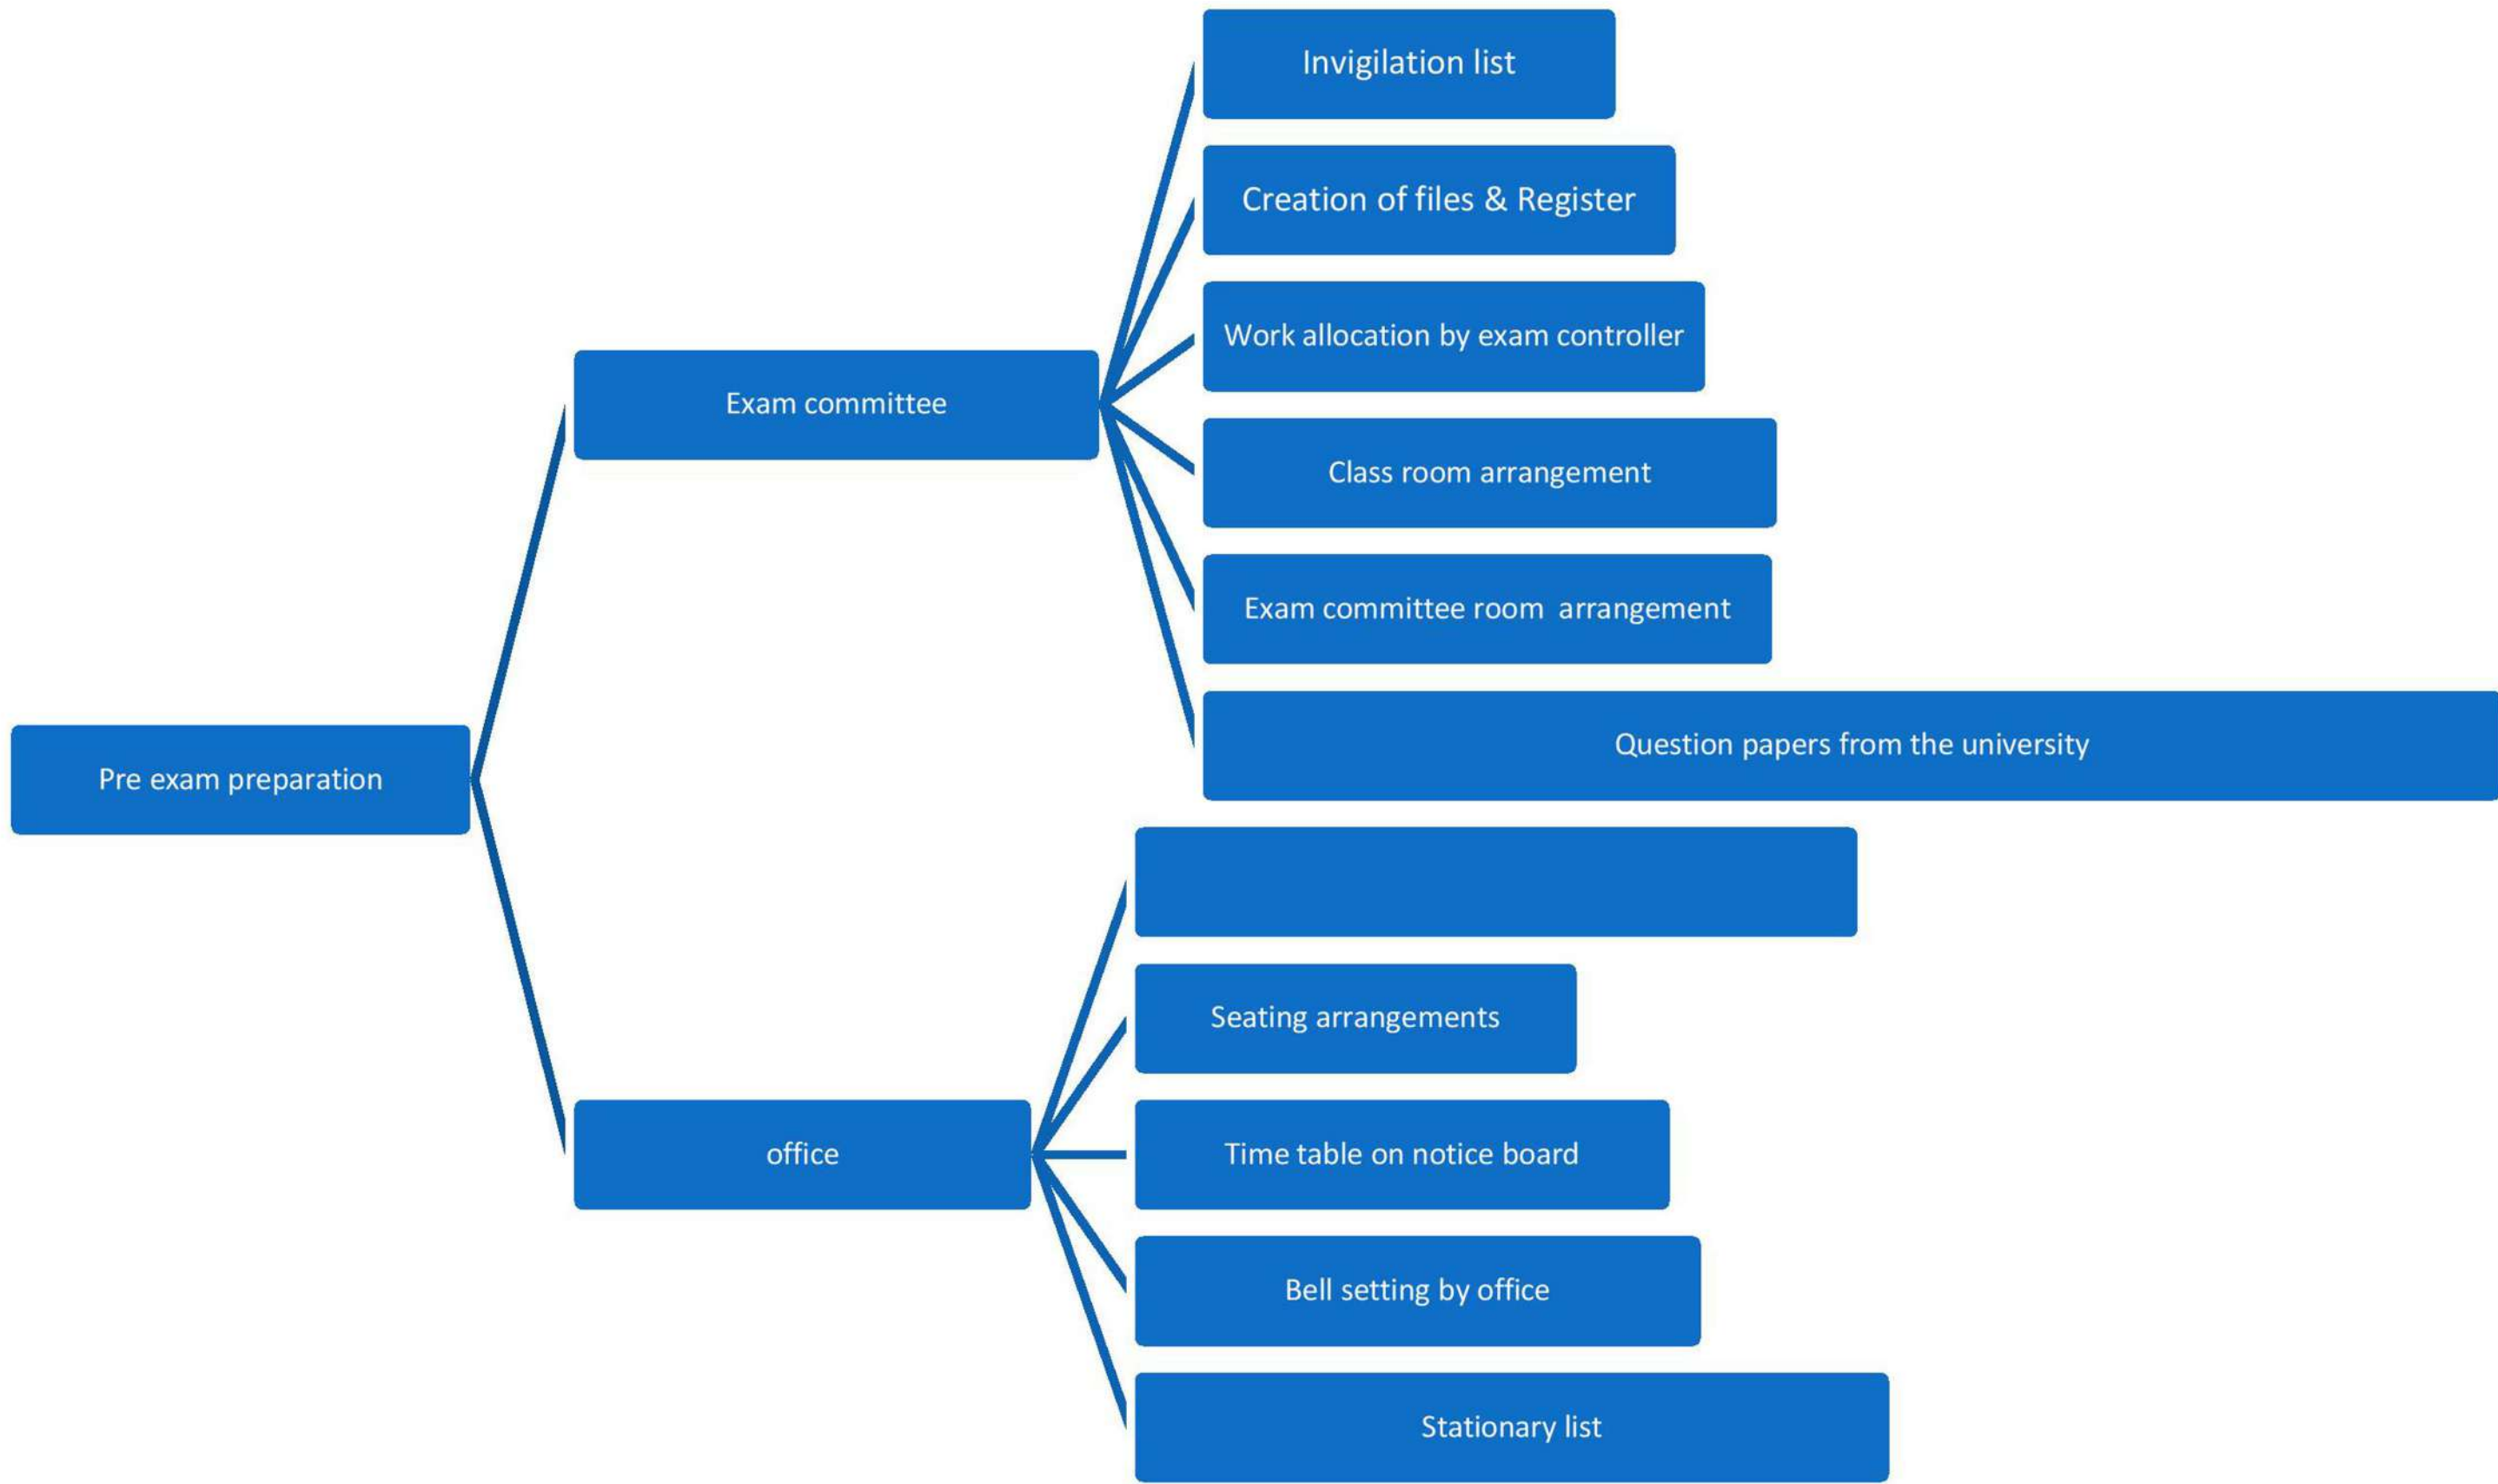 Invigilation list
Creation of files & Register
Work allocation by exam controller
Exam committee
Class room arrangement
Exam committee room  arrangement
Question papers from the university
Pre exam preparation
Seating arrangements
office
Time table on notice board
Bell setting by office
Stationary list